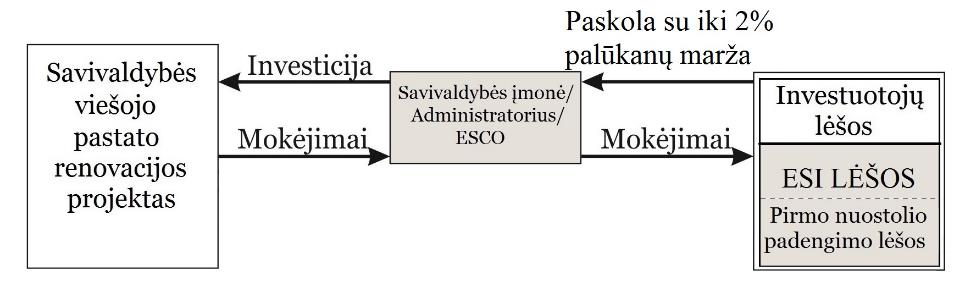 Savivaldybės
viešojo
pastato
renovacijos
projektas
Investicija
Mokėjimai
Savivaldybės įmonė/
Administratorius/
ESCO
Paskola su iki 2%
palūkanų marža
Mokėjimai
Investuotojų
lėšos
ESI LĖŠOS
Pirmo nuostolio
padengimo lėšos